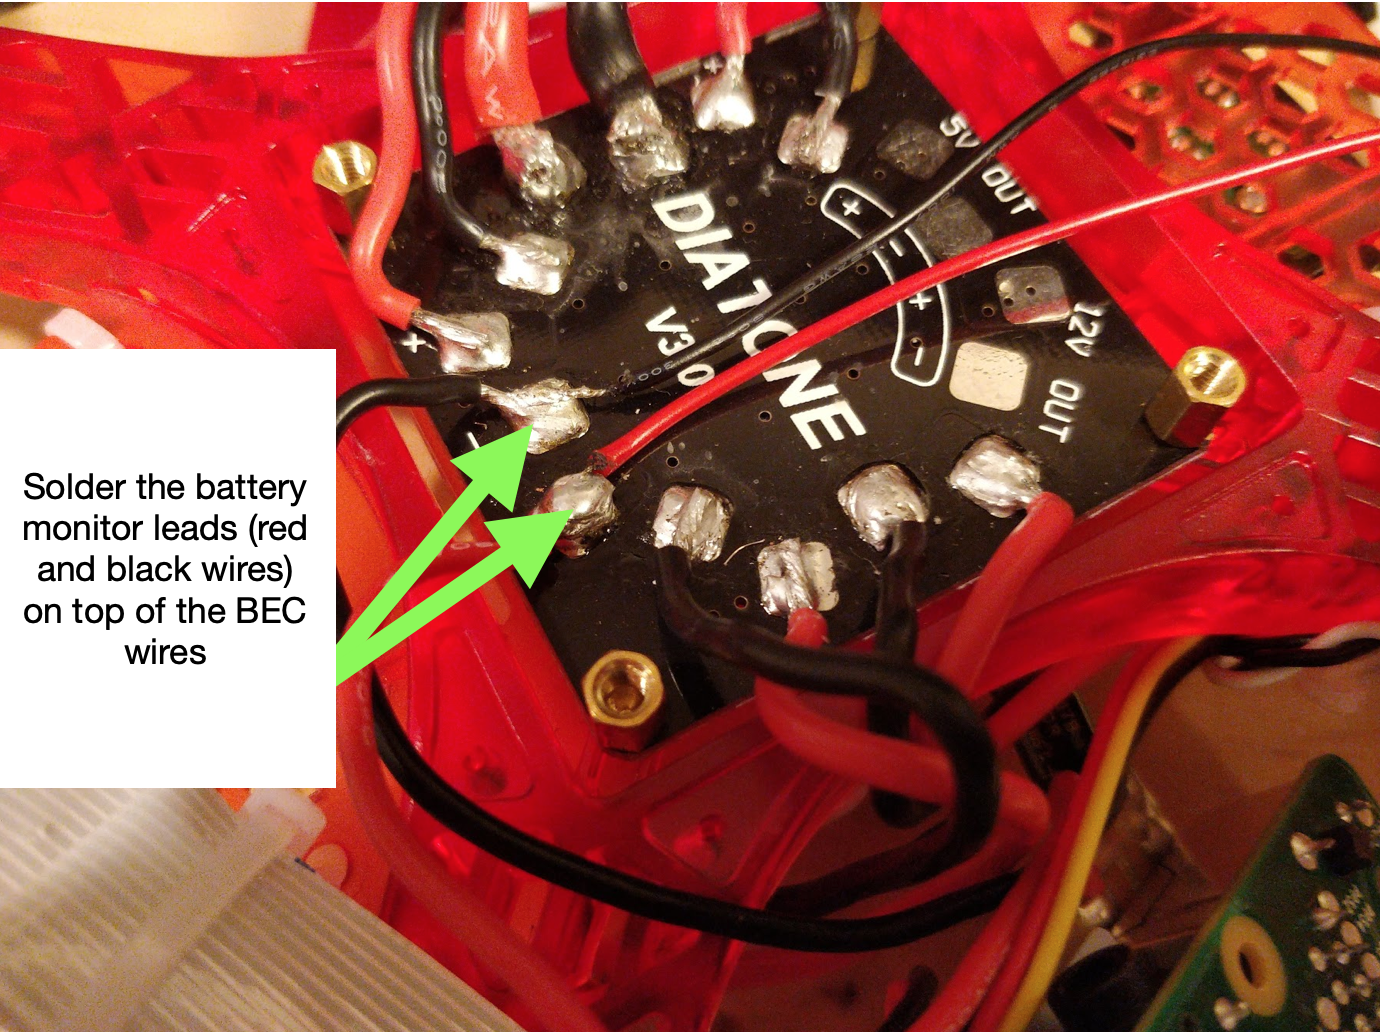 Solder the battery
monitor leads (red
and black wires)
on top of the BEC
wires
DIATONE
V3 0
5V OUT
12V OUT
+
-
+
-
+
+
-